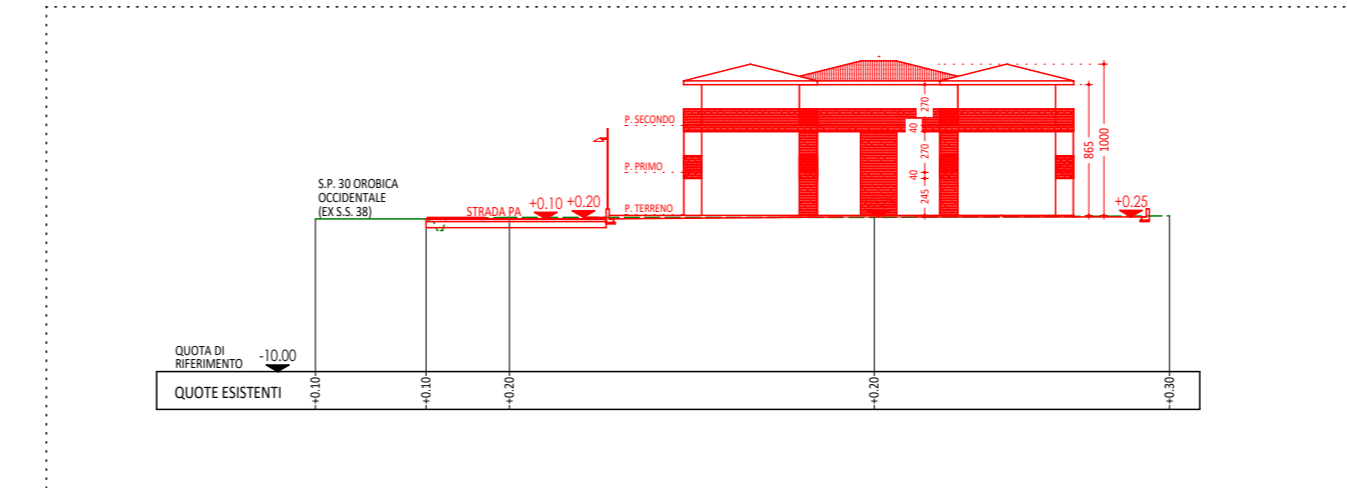 P. SECONDO
P. PRIMO
P. TERRENO
270
40
270
40
245
865
1000
S.P. 30 OROBICA
OCCIDENTALE
(EX S.S. 38)
STRADA PA
+0.10
+0.20
+0.25
QUOTA DI
RIFERIMENTO
-10.00
QUOTE ESISTENTI
+0.10
+0.10
+0.20
+0.20
+0.30